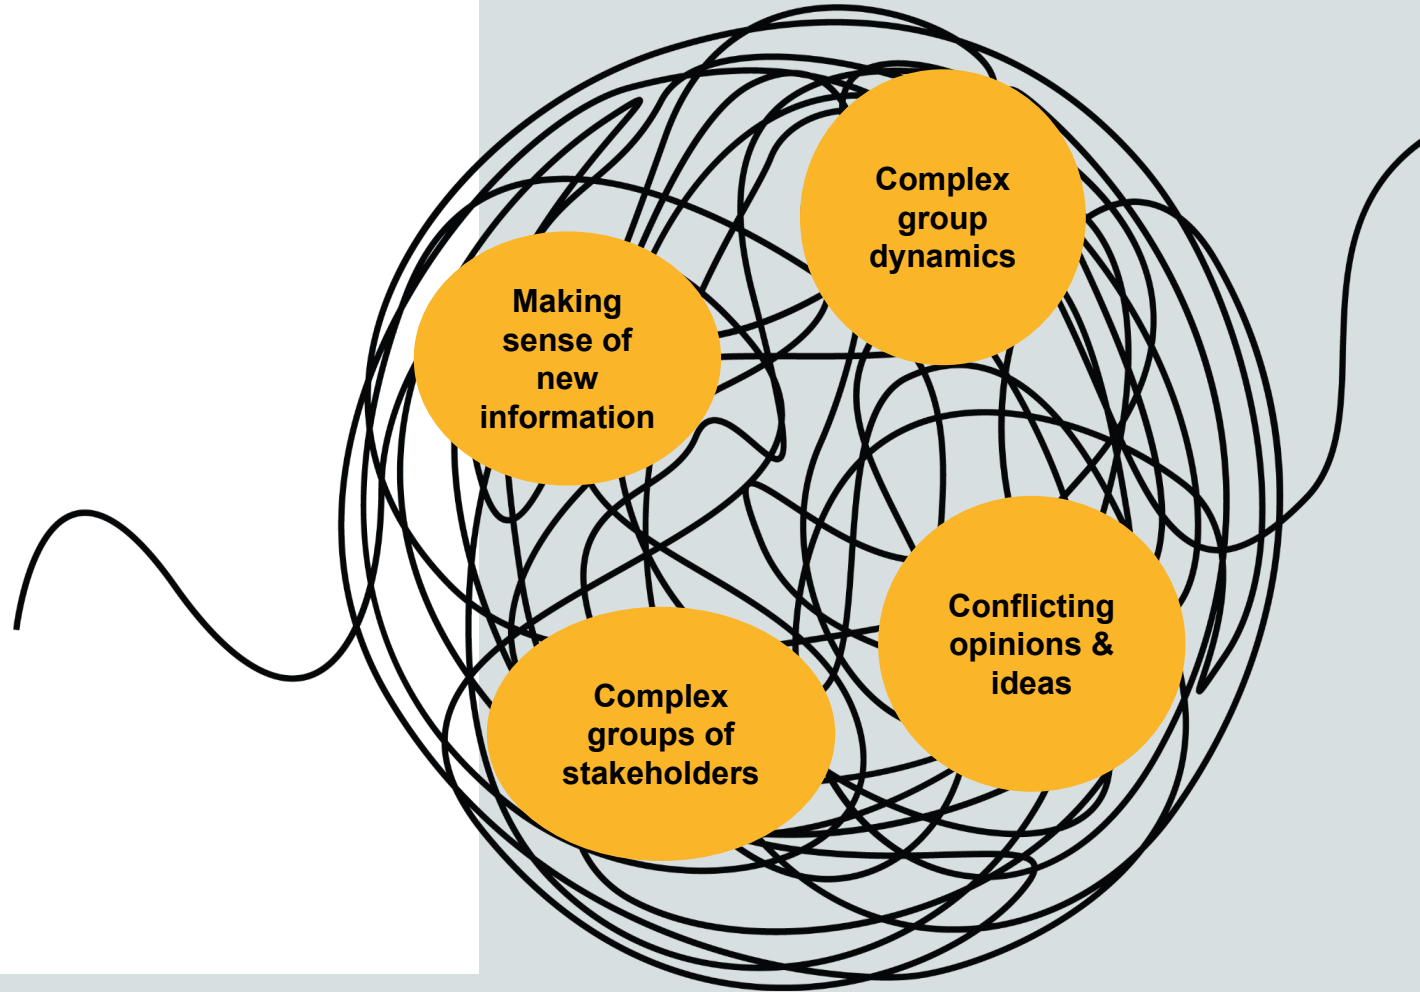 Complex
group
dynamics
Making
sense of
new
information
Conflicting
opinions &
ideas
Complex
groups of
stakeholders